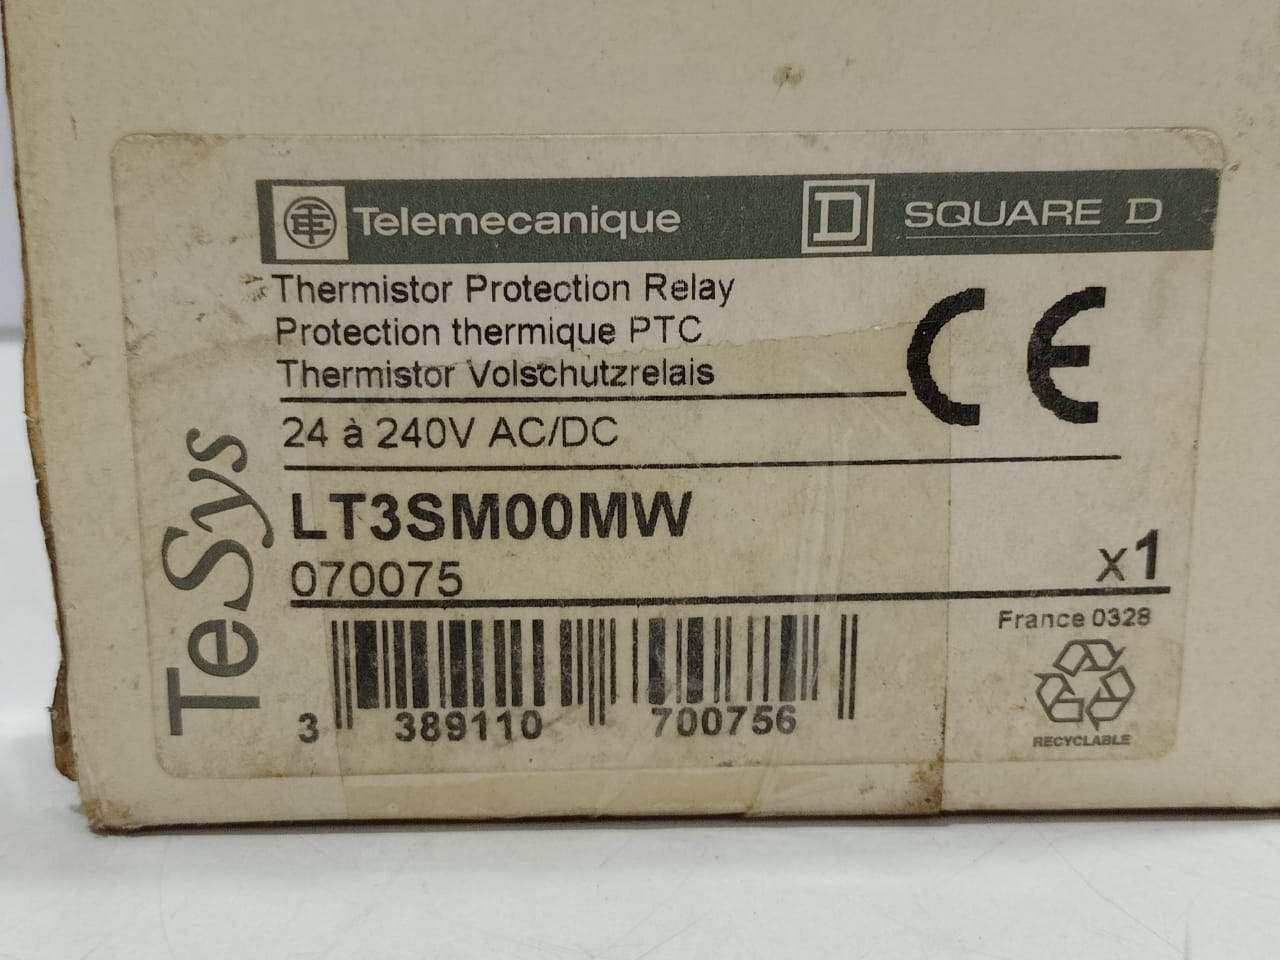 Telemecanique
D SQUARE D
Thermistor Protection Relay
Protection thermique PTC
Thermistor Volschutzrelais
CE
24 à 240V AC/DC
LT3SM00MW
070075
x1
TeSys
3 389110 700756
France 0328
RECYCLABLE